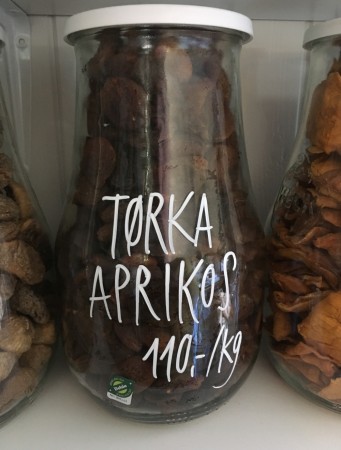 TØRKA
APRIKOS
110,-/kg